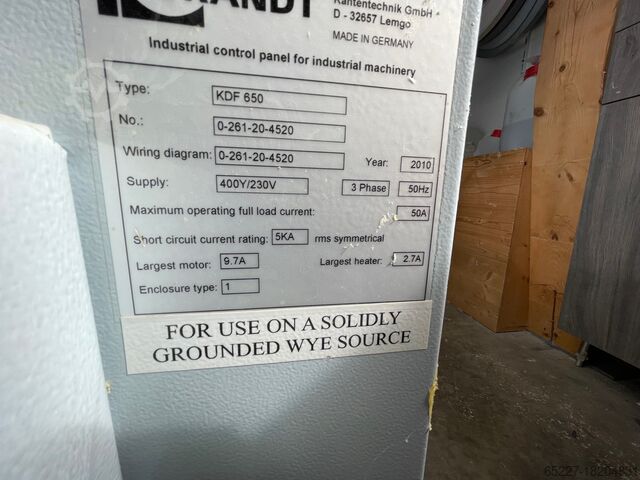 Kantentechnik GmbH
D - 32657 Lemgo
MADE IN GERMANY
Industrial control panel for industrial machinery
Type: KDF 650
No.: 0-261-20-4520
Wiring diagram: 0-261-20-4520 Year: 2010
Supply: 400Y/230V 3 Phase 50Hz
Maximum operating full load current: 50A
Short circuit current rating: 5KA rms symmetrical
Largest motor: 9.7A Largest heater: 2.7A
Enclosure type: 1
FOR USE ON A SOLIDLY
GROUNDED WYE SOURCE